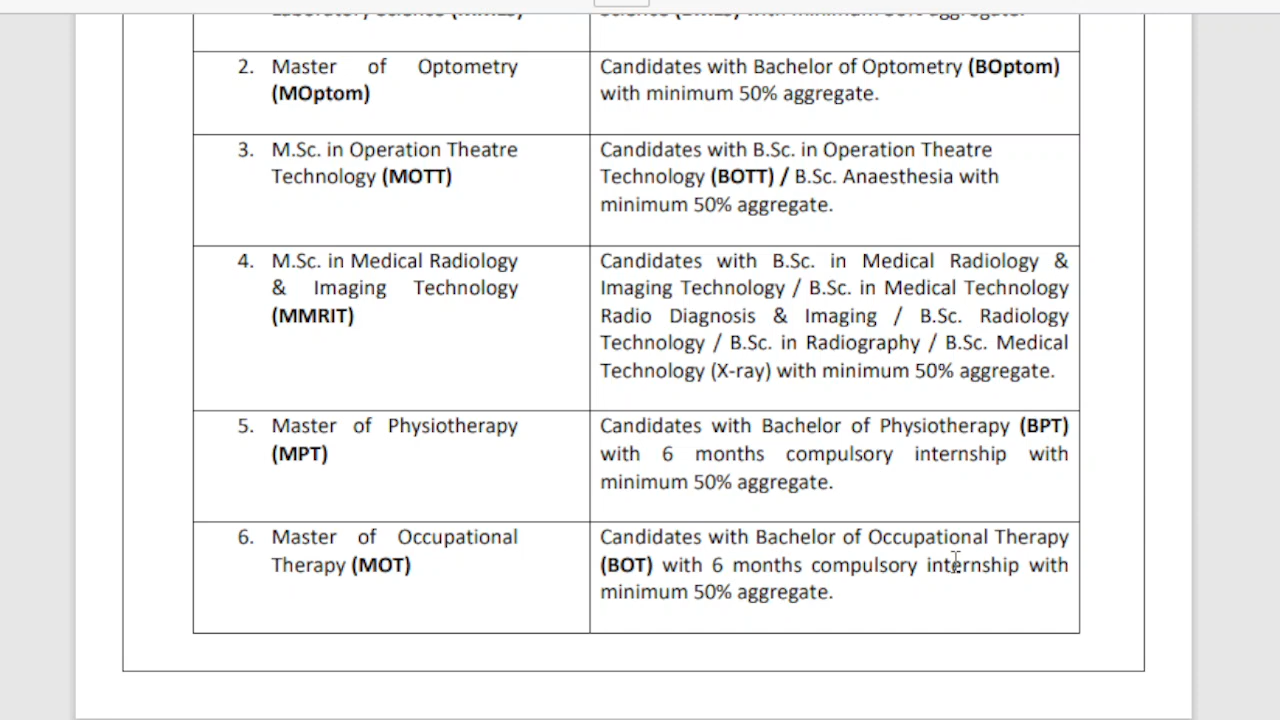 2. Master of Optometry
(MOptom)
Candidates with Bachelor of Optometry (BOptom)
with minimum 50% aggregate.
3. M.Sc. in Operation Theatre
Technology (MOTT)
Candidates with B.Sc. in Operation Theatre
Technology (BOTT) / B.Sc. Anaesthesia with
minimum 50% aggregate.
4. M.Sc. in Medical Radiology
& Imaging Technology
(MMRIT)
Candidates with B.Sc. in Medical Radiology &
Imaging Technology / B.Sc. in Medical Technology
Radio Diagnosis & Imaging / B.Sc. Radiology
Technology / B.Sc. in Radiography / B.Sc. Medical
Technology (X-ray) with minimum 50% aggregate.
5. Master of Physiotherapy
(MPT)
Candidates with Bachelor of Physiotherapy (BPT)
with 6 months compulsory internship with
minimum 50% aggregate.
6. Master of Occupational
Therapy (MOT)
Candidates with Bachelor of Occupational Therapy
(BOT) with 6 months compulsory internship with
minimum 50% aggregate.